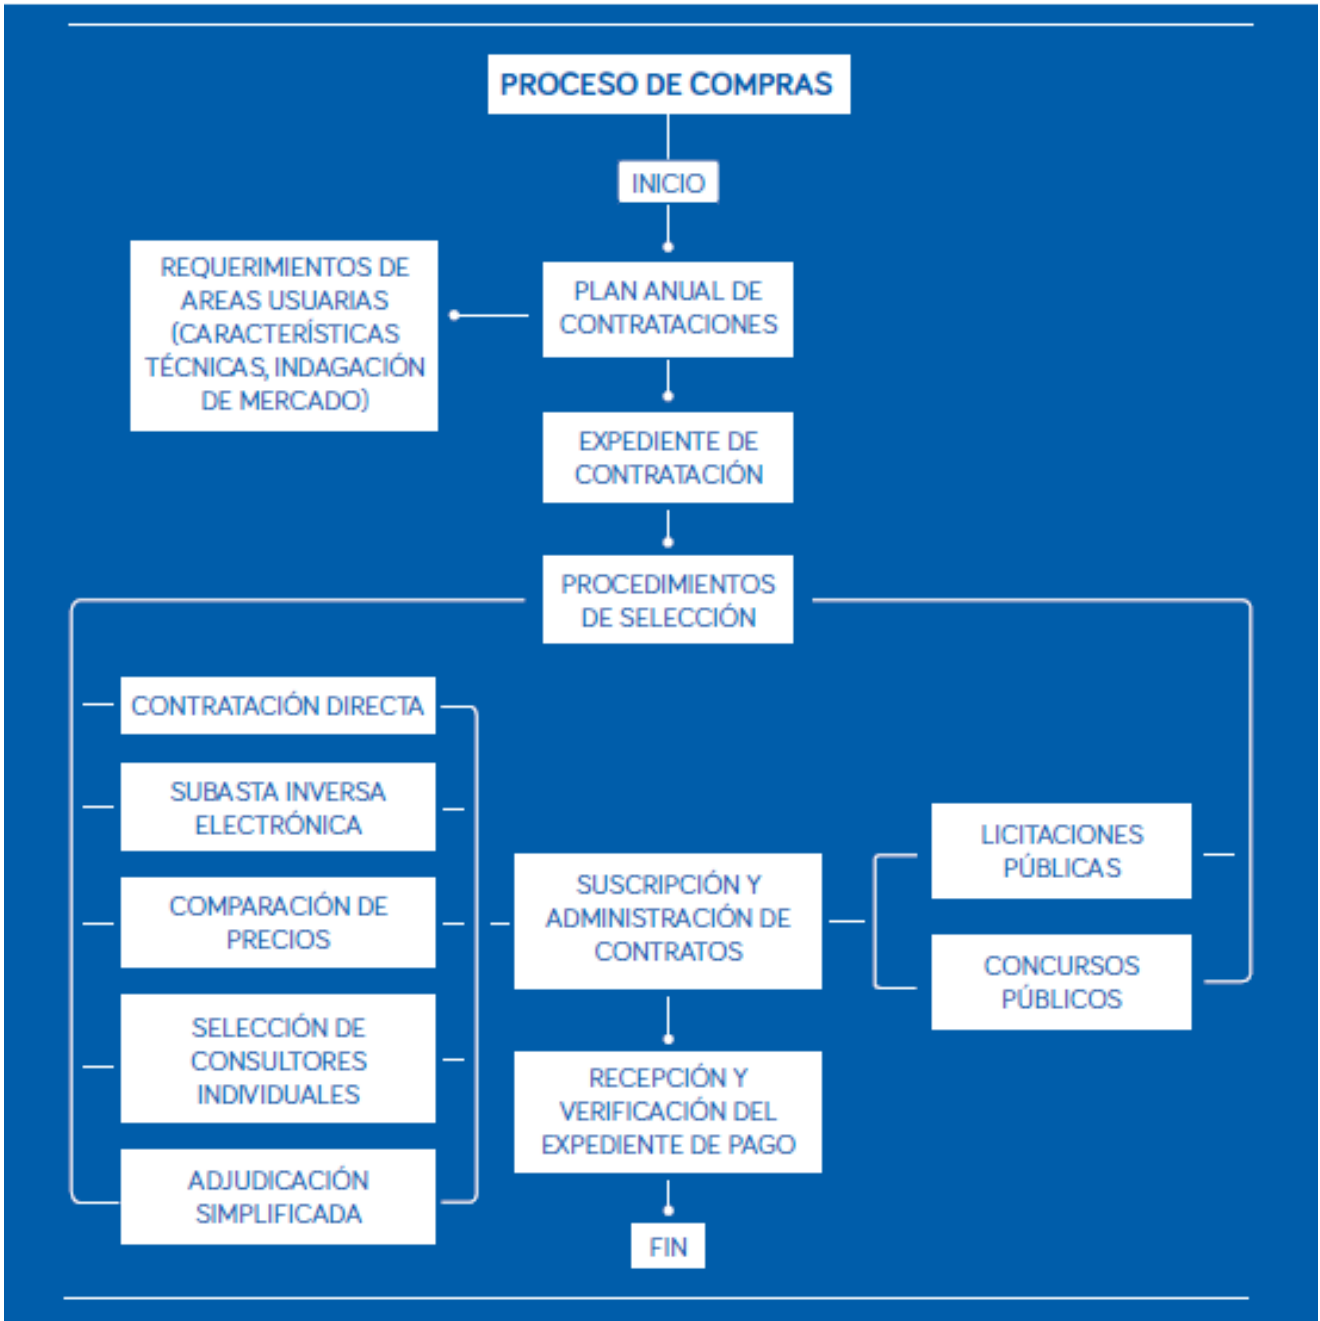 PROCESO DE COMPRAS
INICIO
REQUERIMIENTOS DE
AREAS USUARIAS
(CARACTERÍSTICAS
TÉCNICAS, INDAGACIÓN
DE MERCADO)
PLAN ANUAL DE
CONTRATACIONES
EXPEDIENTE DE
CONTRATACIÓN
PROCEDIMIENTOS
DE SELECCIÓN
CONTRATACIÓN DIRECTA
SUBASTA INVERSA
ELECTRÓNICA
COMPARACIÓN DE
PRECIOS
SELECCIÓN DE
CONSULTORES
INDIVIDUALES
ADJUDICACIÓN
SIMPLIFICADA
LICITACIONES
PÚBLICAS
CONCURSOS
PÚBLICOS
SUSCRIPCIÓN Y
ADMINISTRACIÓN DE
CONTRATOS
RECEPCIÓN Y
VERIFICACIÓN DEL
EXPEDIENTE DE PAGO
FIN